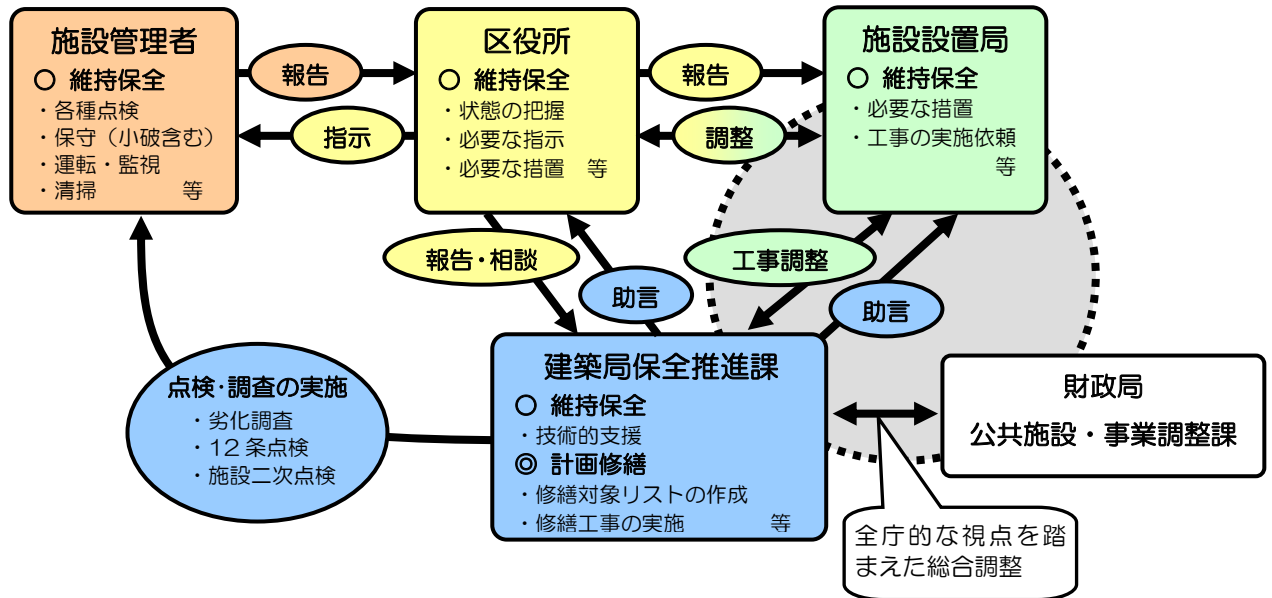 施設管理者
○ 維持保全
・各種点検
・保守（小破含む）
・運転・監視
・清掃　　　　　等
報告
指示
区役所
○ 維持保全
・状態の把握
・必要な指示
・必要な措置　等
報告
調整
施設設置局
○ 維持保全
・必要な措置
・工事の実施依頼
等
報告・相談
助言
工事調整
助言
点検・調査の実施
・劣化調査
・12条点検
・施設二次点検
建築局保全推進課
○ 維持保全
・技術的支援
◎ 計画修繕
・修繕対象リストの作成
・修繕工事の実施　　　　等
財政局
公共施設・事業調整課
全庁的な視点を踏
まえた総合調整